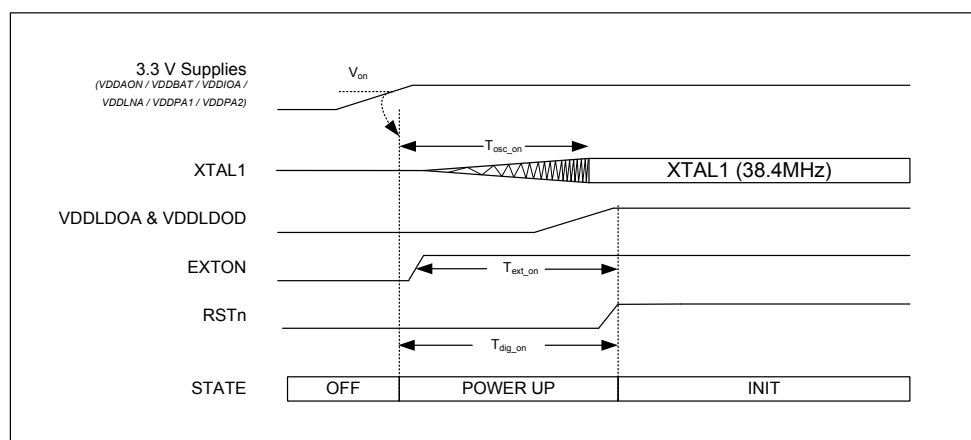 3.3 V Supplies
(VDDAON / VDDBAT / VDDIOA /
VDDLNA / VDDPA1 / VDDPA2)
Von
Tosc_on
XTAL1
XTAL1 (38.4MHz)
VDDLDOA & VDDLDOD
EXTON
Text_on
RSTn
Tdig_on
STATE
OFF
POWER UP
INIT